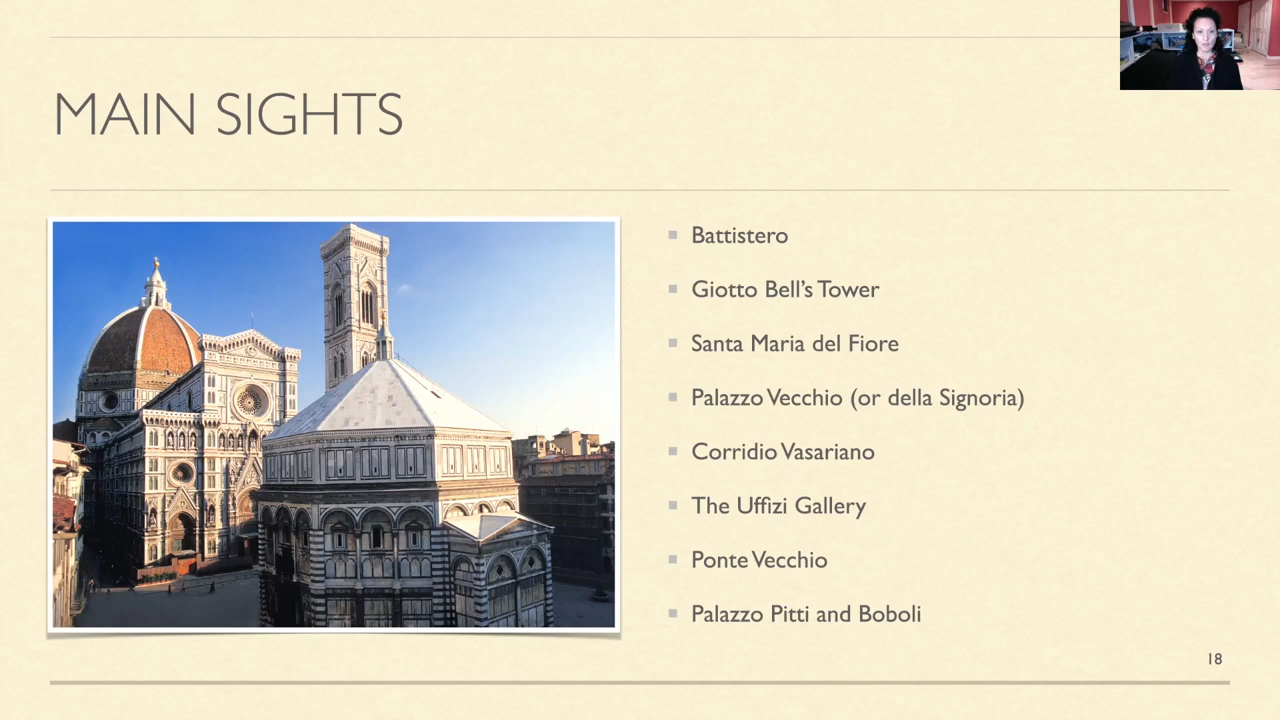 MAIN SIGHTS
Battistero
Giotto Bell's Tower
Santa Maria del Fiore
Palazzo Vecchio (or della Signoria)
Corridio Vasariano
The Uffizi Gallery
Ponte Vecchio
Palazzo Pitti and Boboli
18